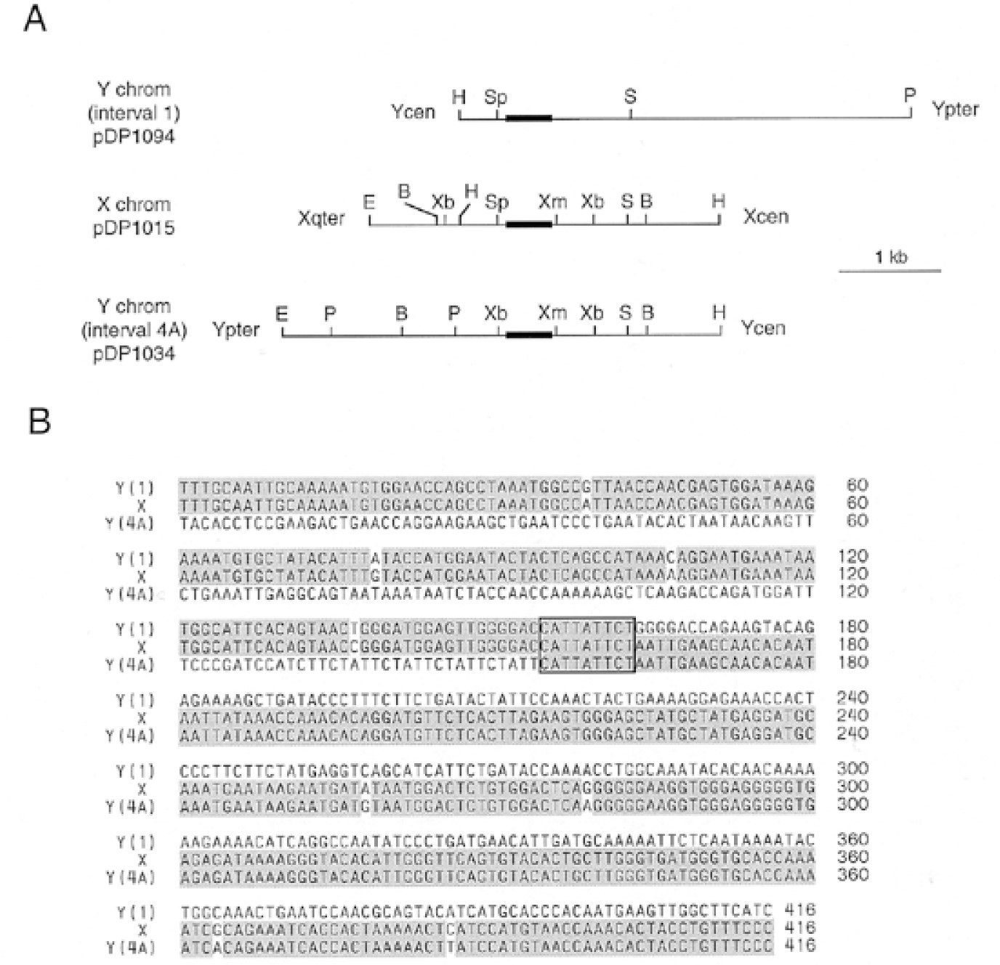 A
Y chrom
(interval 1)
pDP1094
Ycen
H Sp S P
Ypter
X chrom
pDP1015
Xqter
E B Xb H Sp Xm Xb S B H
Xcen
1 kb
Y chrom
(interval 4A)
pDP1034
Ypter
E P B P Xb Xm Xb S B H
Ycen
B
Y(1) TTTGCAATTGCAAAAATGTGGAACCAGCCTAAATGGCCGTTAACCAACGAGTGGATAAAG 60
X TTTGCAATTGCAAAAATGTGGAACCAGCCTAAATGGCCATTAACCAACGAGTGGATAAAG 60
Y(4A) TACACCTCCGAAGACTGAACCAGGAAGAAGCTGAATCCCTGAATACACTAATAACAAGTT 60
Y(1) AAAATGTGCTATACATTTATACCATGGAATACTACTCAGCCATAAACAGGAATGAAATAA 120
X AAAATGTGCTATACATTTGTACCATGGAATACTACTCAGCCATAAAAAGGAATGAAATAA 120
Y(4A) CTGAAATTGAGGCAGTAATAAATAATCTACCAACCAAAAAAAGCTCAAGACCAGATGGATT 120
Y(1) TGGCATTCACAGTAACTGGGATGGAGTTGGGGACCATTATTCTGGGGACCAGAAGTACAG 180
X TGGCATTCACAGTAACCGGGATGGAGTTGGGGACCATTATTCTAATTGAAGCAACACAAT 180
Y(4A) TCCCGATCCATCTTCTATTCTATTCTATTCTATTCATTATTCTAATTGAAGCAACACAAT 180
Y(1) AGAAAAGCTGATACCCTTTCTTCTGATACTATTCCAAACTACTGAAAAGGAGAAACCACT 240
X AATTATAAACCAAACACAGGATGTTCTCACTTAGAAGTGGGAGCTATGCTATGAGGATGC 240
Y(4A) AATTATAAACCAAACACAGGATGTTCTCACTTAGAAGTGGGAGCTATGCTATGAGGATGC 240
Y(1) CCCTTCTTCTATGAGGTCAGCATCATTCTGATACCAAAACCTGGCAAATACACAACAAAA 300
X AAATGAATAAGAATGATATAATGGACTCTGTGGACTCAGGGGGGAAGGTGGGAGGGGGTG 300
Y(4A) AAATGAATAAGAATGATGTAATGGACTCTGTGGACTCAAGGGGGAAGGTGGGAGGGGGTG 300
Y(1) AAGAAAACATCAGGCCAATATCCCTGATGAACATTGATGCAAAAATTCTCAATAAAATAC 360
X AGAGATAAAAGGGTACACATTGGGTTCAGTGTACACTGCTTGGGTGATGGGTGCACCAAA 360
Y(4A) AGAGATAAAAGGGTACACATTGGGTTCAGTGTACACTGCTTGGGTGATGGGTGCACCAAA 360
Y(1) TGGCAAACTGAATCCAACGCAGTACATCATGCACCCACAATGAAGTTGGCTTCATC 416
X ATCGCAGAAATCACCACTAAAAACTCATCCATGTAACCAAACACTACCTGTTTCCC 416
Y(4A) ATCACAGAAATCACCACTAAAAACTTATCCATGTAACCAAACACTACCTGTTTCCC 416